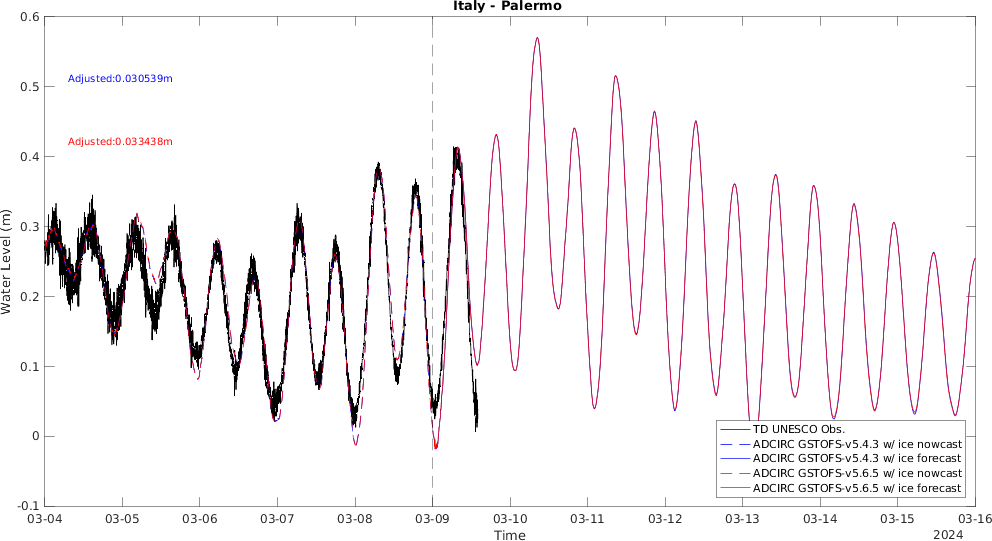 Italy - Palermo
0.6
0.5
0.4
0.3
0.2
0.1
0
-0.1
Water Level (m)
Adjusted:0.030539m
Adjusted:0.033438m
TD UNESCO Obs.
ADCIRC GSTOFS-v5.4.3 w/ ice nowcast
ADCIRC GSTOFS-v5.4.3 w/ ice forecast
ADCIRC GSTOFS-v5.6.5 w/ ice nowcast
ADCIRC GSTOFS-v5.6.5 w/ ice forecast
03-04 03-05 03-06 03-07 03-08 03-09 03-10 03-11 03-12 03-13 03-14 03-15 03-16
Time
2024